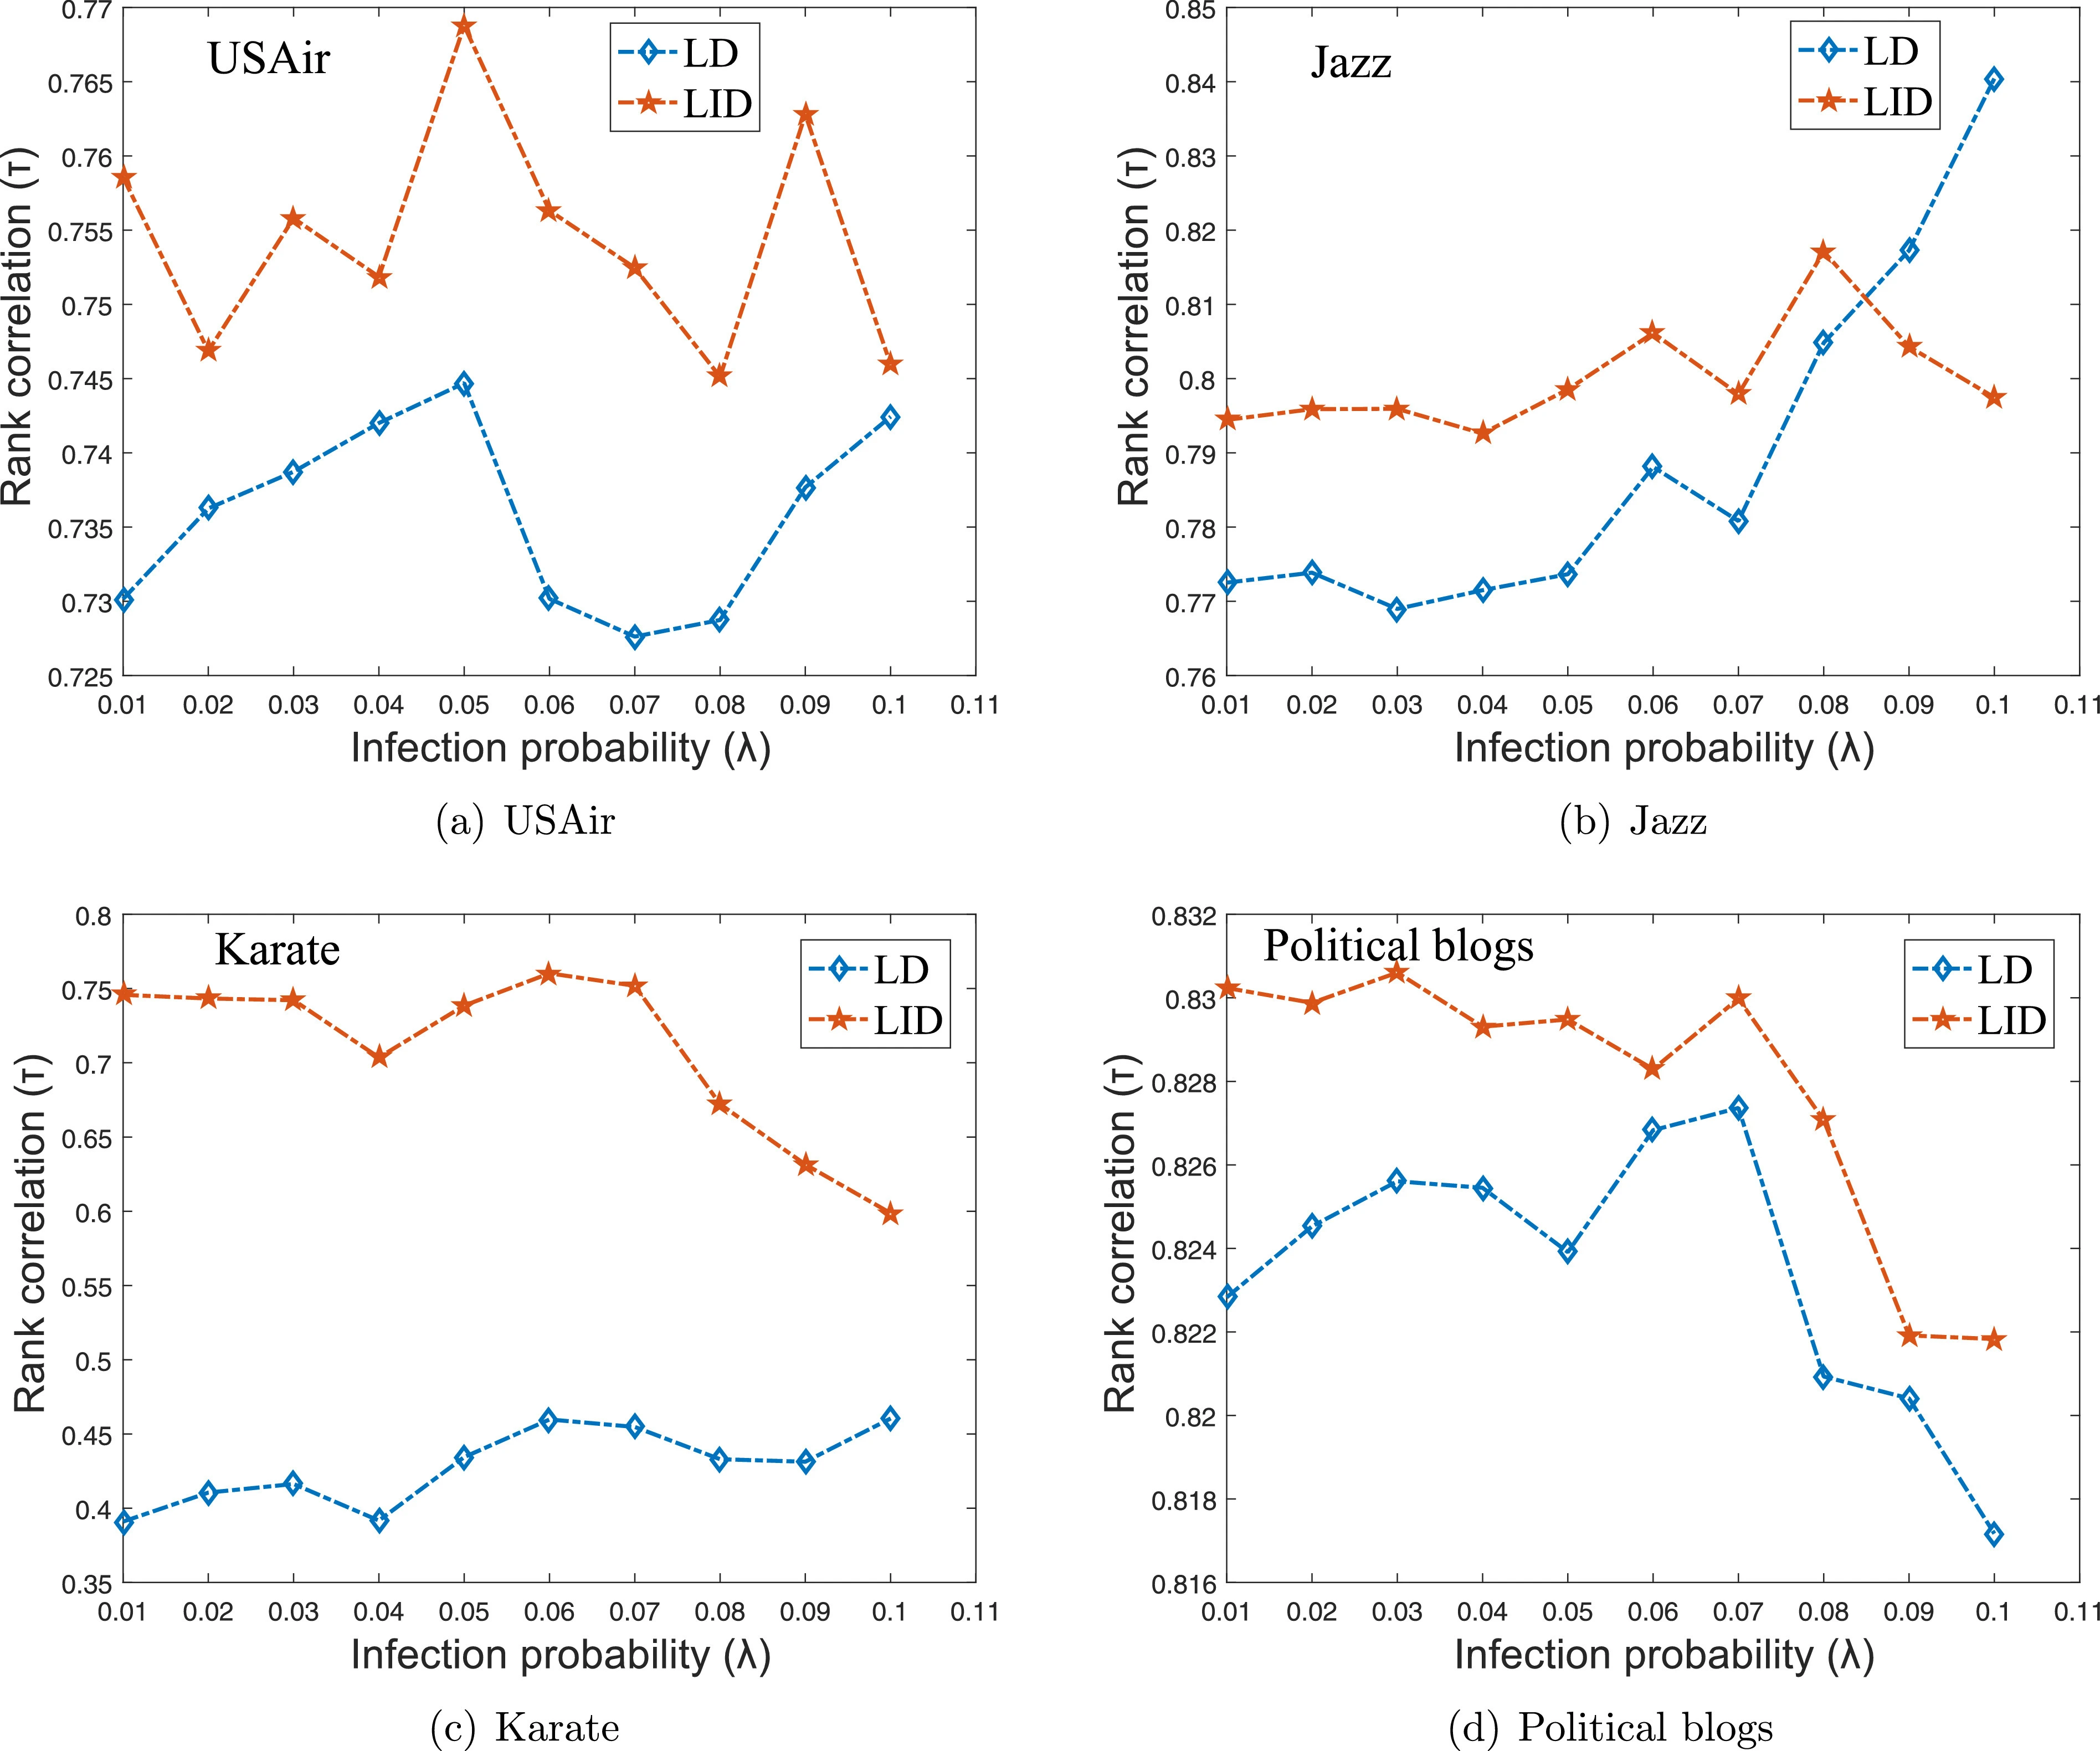 USAir
LD
LID
Rank correlation (τ)
0.77
0.765
0.76
0.755
0.75
0.745
0.74
0.735
0.73
0.725
0.01 0.02 0.03 0.04 0.05 0.06 0.07 0.08 0.09 0.1 0.11
Infection probability (λ)
(a) USAir
Jazz
LD
LID
Rank correlation (τ)
0.85
0.84
0.83
0.82
0.81
0.8
0.79
0.78
0.77
0.76
0.01 0.02 0.03 0.04 0.05 0.06 0.07 0.08 0.09 0.1 0.11
Infection probability (λ)
(b) Jazz
Karate
LD
LID
Rank correlation (τ)
0.8
0.75
0.7
0.65
0.6
0.55
0.5
0.45
0.4
0.35
0.01 0.02 0.03 0.04 0.05 0.06 0.07 0.08 0.09 0.1 0.11
Infection probability (λ)
(c) Karate
Political blogs
LD
LID
Rank correlation (τ)
0.832
0.83
0.828
0.826
0.824
0.822
0.82
0.818
0.816
0.01 0.02 0.03 0.04 0.05 0.06 0.07 0.08 0.09 0.1 0.11
Infection probability (λ)
(d) Political blogs